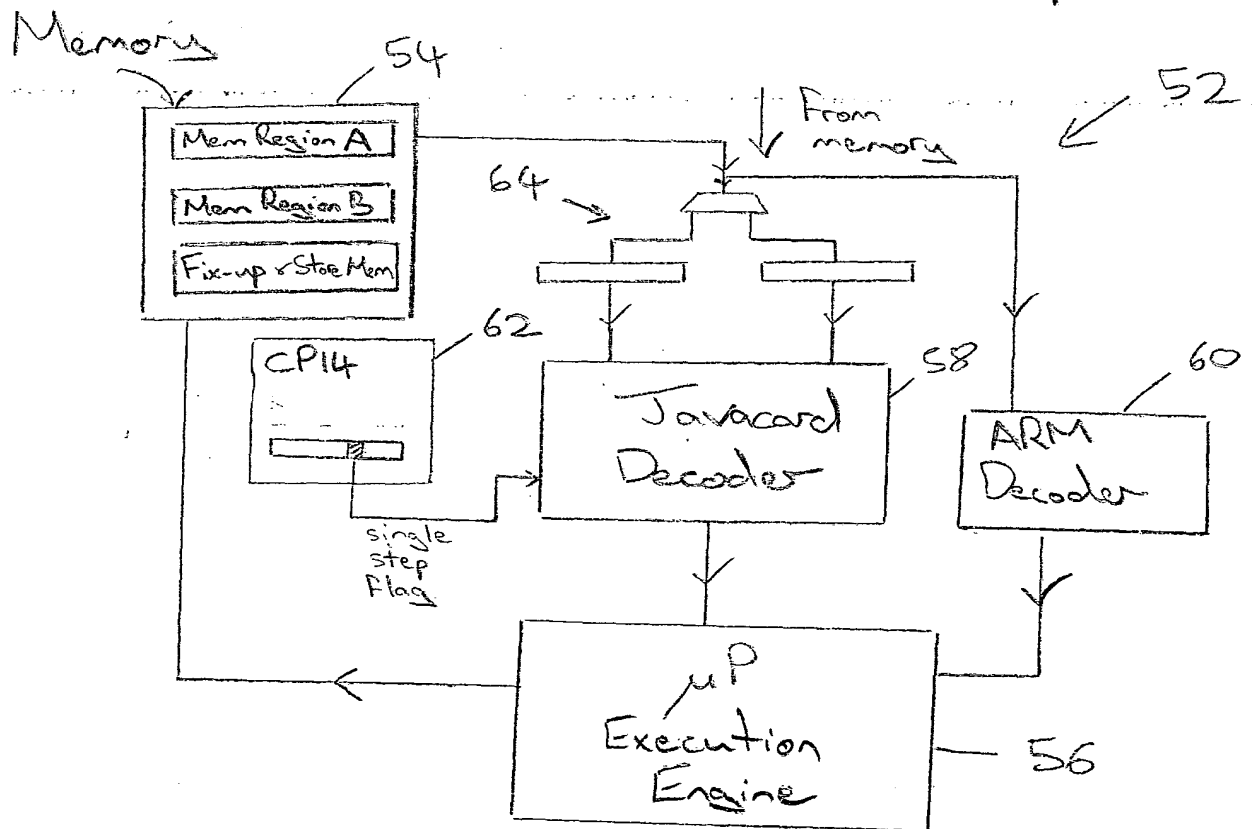 Memory
54
52
From
memory
Mem Region A
64
Mem Region B
Fix-up & Store Mem
62
CP14
58
60
Javacard
Decoder
ARM
Decoder
single
step
Flag
μP
Execution
Engine
56